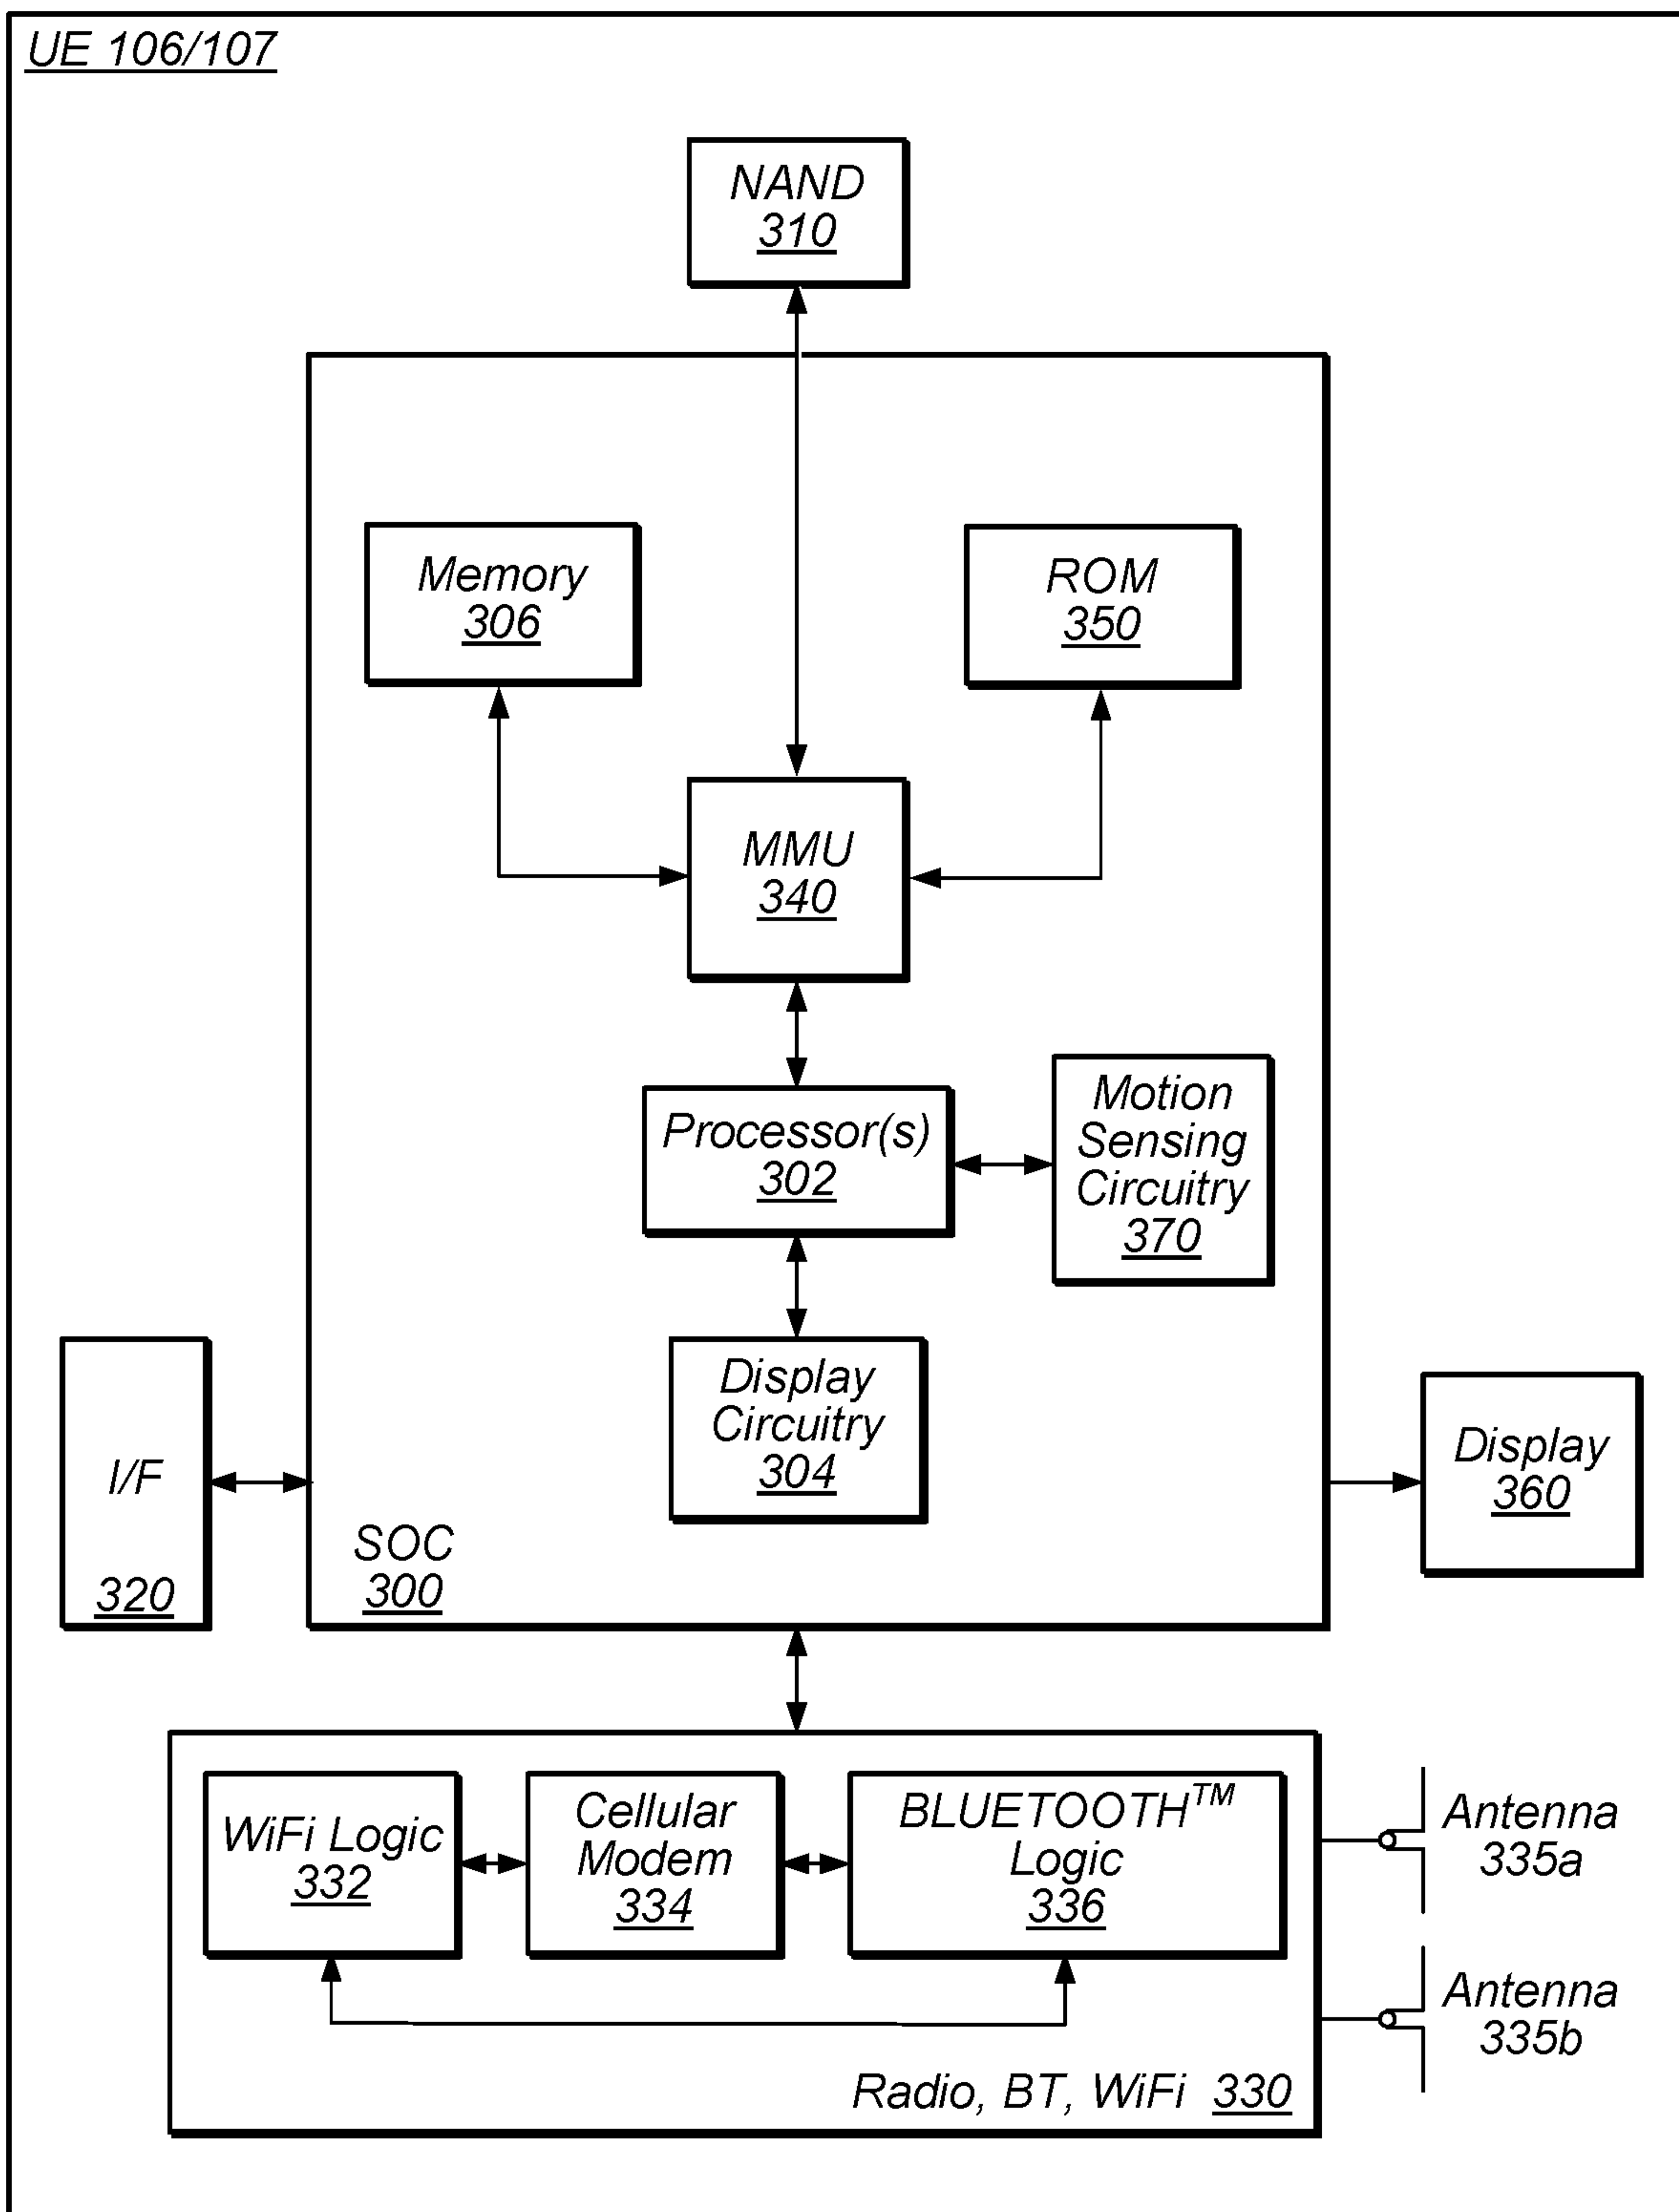 UE 106/107
NAND
310
Memory
306
ROM
350
MMU
340
Processor(s)
302
Motion
Sensing
Circuitry
370
Display
Circuitry
304
I/F
320
SOC
300
Display
360
WiFi Logic
332
Cellular
Modem
334
BLUETOOTH™
Logic
336
Antenna
335a
Antenna
335b
Radio, BT, WiFi 330